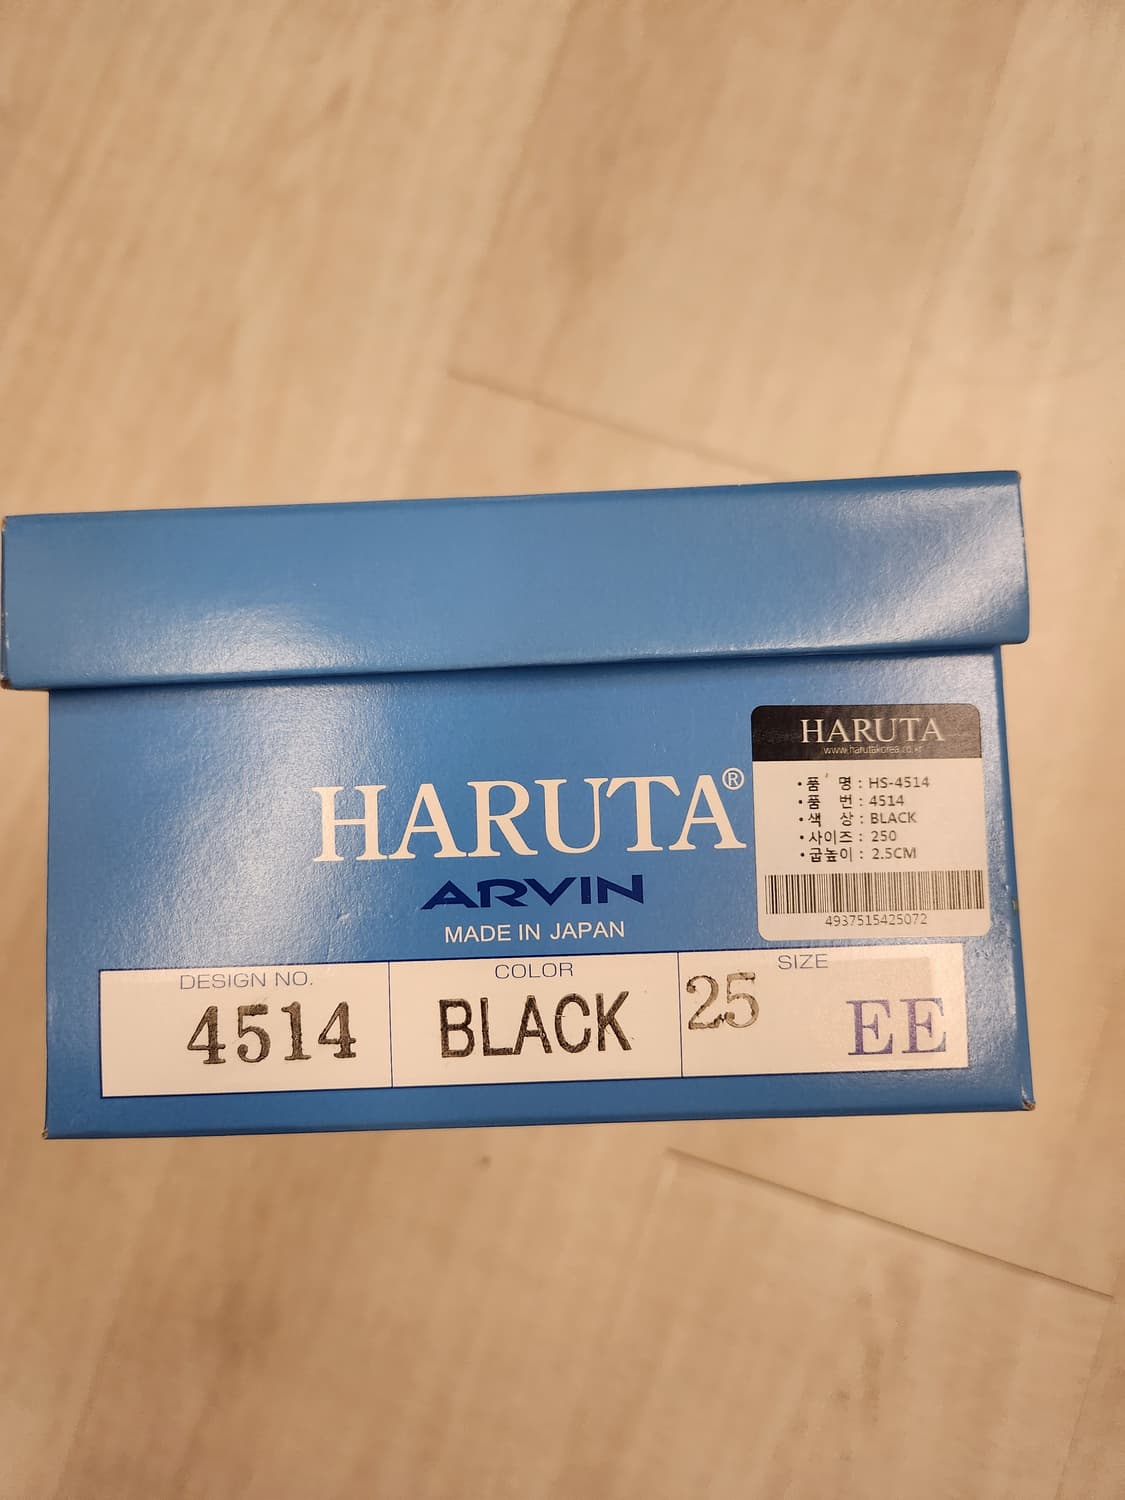 HARUTA
www.harutakorea.co.kr
• 품 명 : HS-4514
• 품 번 : 4514
• 색 상 : BLACK
• 사이즈 : 250
• 굽높이 : 2.5CM
4937515425072
HARUTA®
ARVIN
MADE IN JAPAN
DESIGN NO. COLOR SIZE
4514 BLACK 25 EE